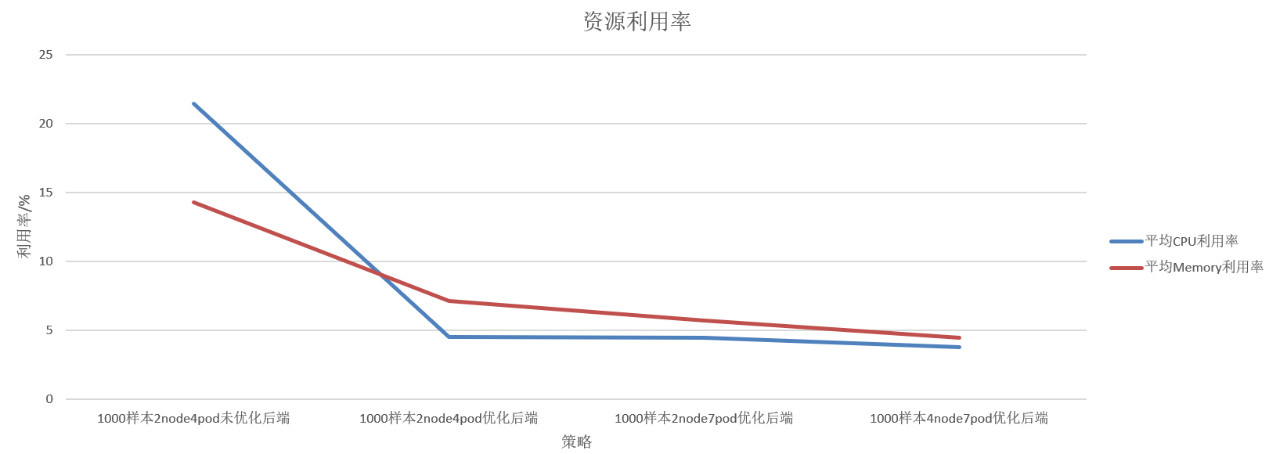 资源利用率
25
20
15
10
5
0
利用率/%
1000样本2node4pod未优化后端
1000样本2node4pod优化后端
1000样本2node7pod优化后端
1000样本4node7pod优化后端
策略
平均CPU利用率
平均Memory利用率